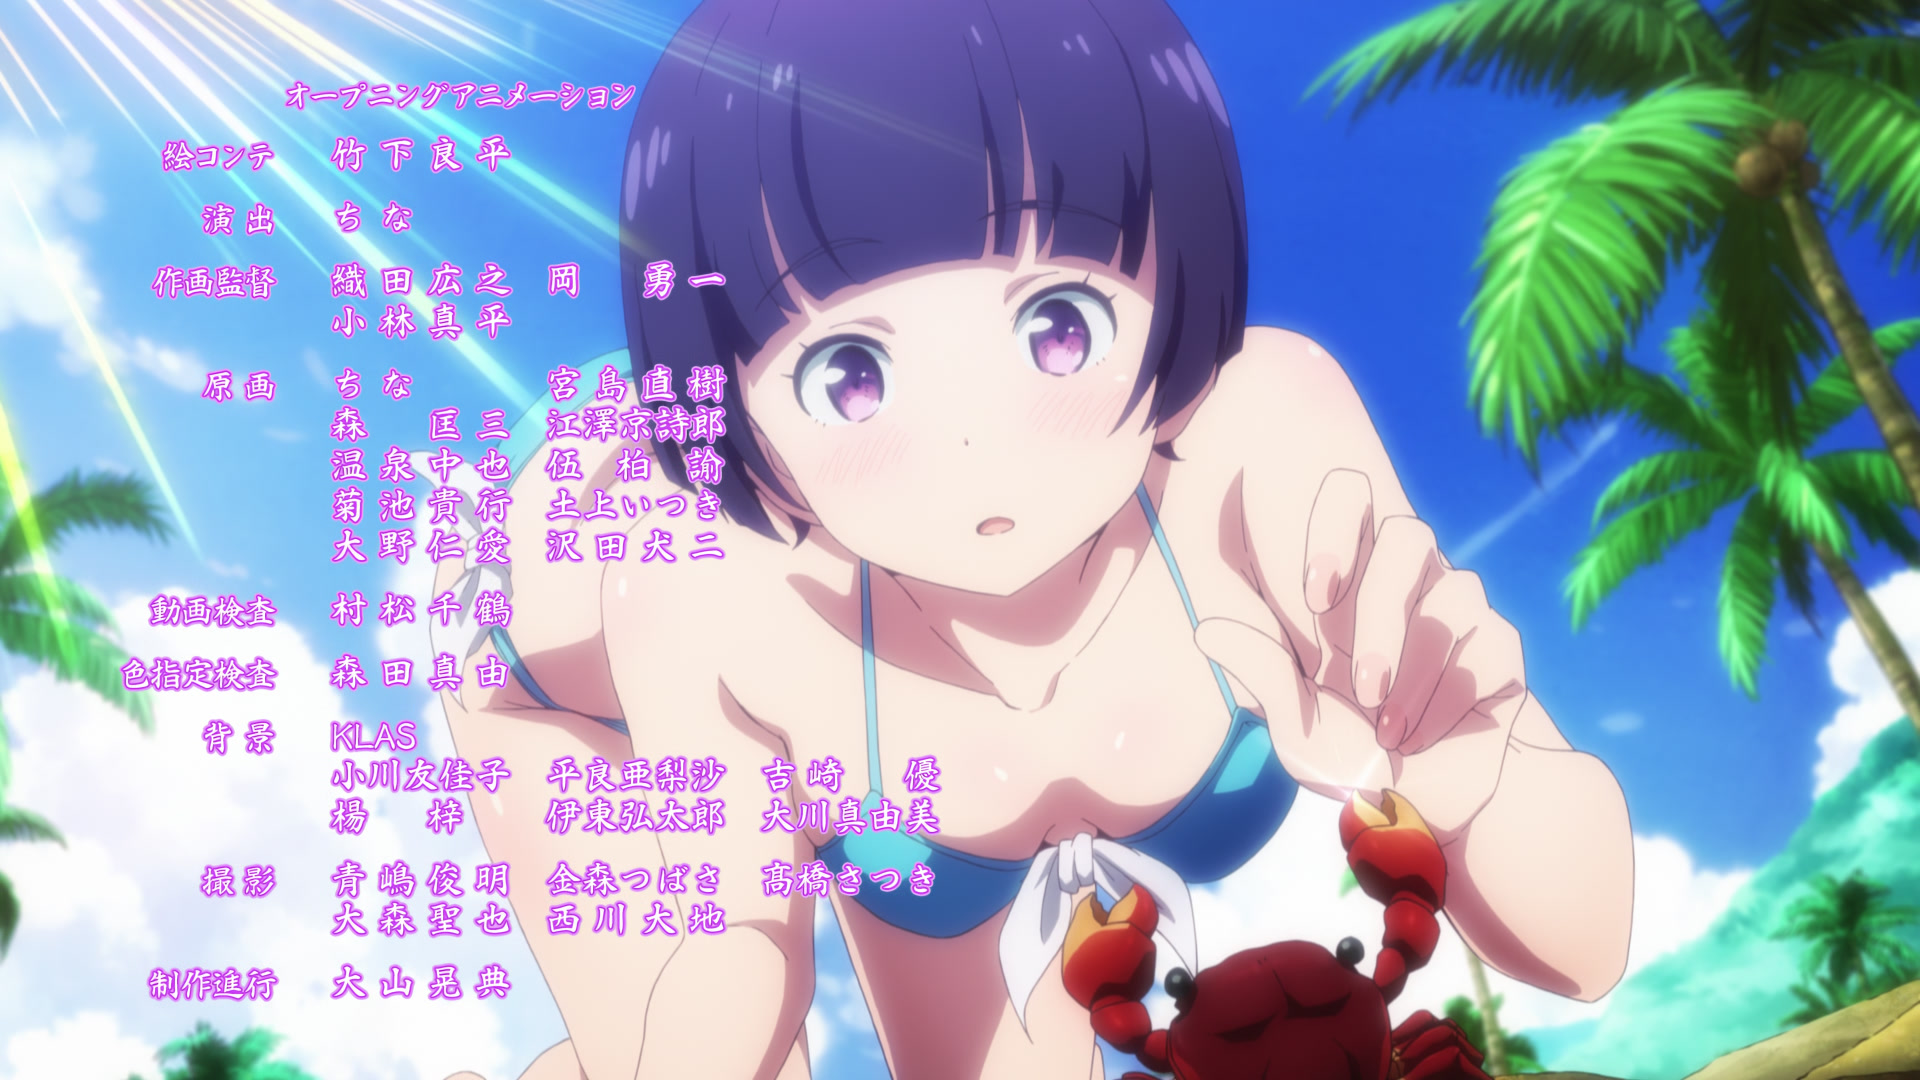 オープニングアニメーション
絵コンテ 竹下良平
演出 ちな
作画監督 織田広之 岡 勇一
小林真平
原画 ちな 宮島直樹
森 匡三 江澤京詩郎
温泉中也 伍柏諭
菊池貴行 土上いつき
大野仁愛 沢田犬二
動画検査 村松千鶴
色指定検査 森田真由
背景 KLAS
小川友佳子 平良亜梨沙 吉崎 優
楊 梓 伊東弘太郎 大川真由美
撮影 青嶋俊明 金森つばさ 髙橋さつき
大森聖也 西川大地
制作進行 大山晃典